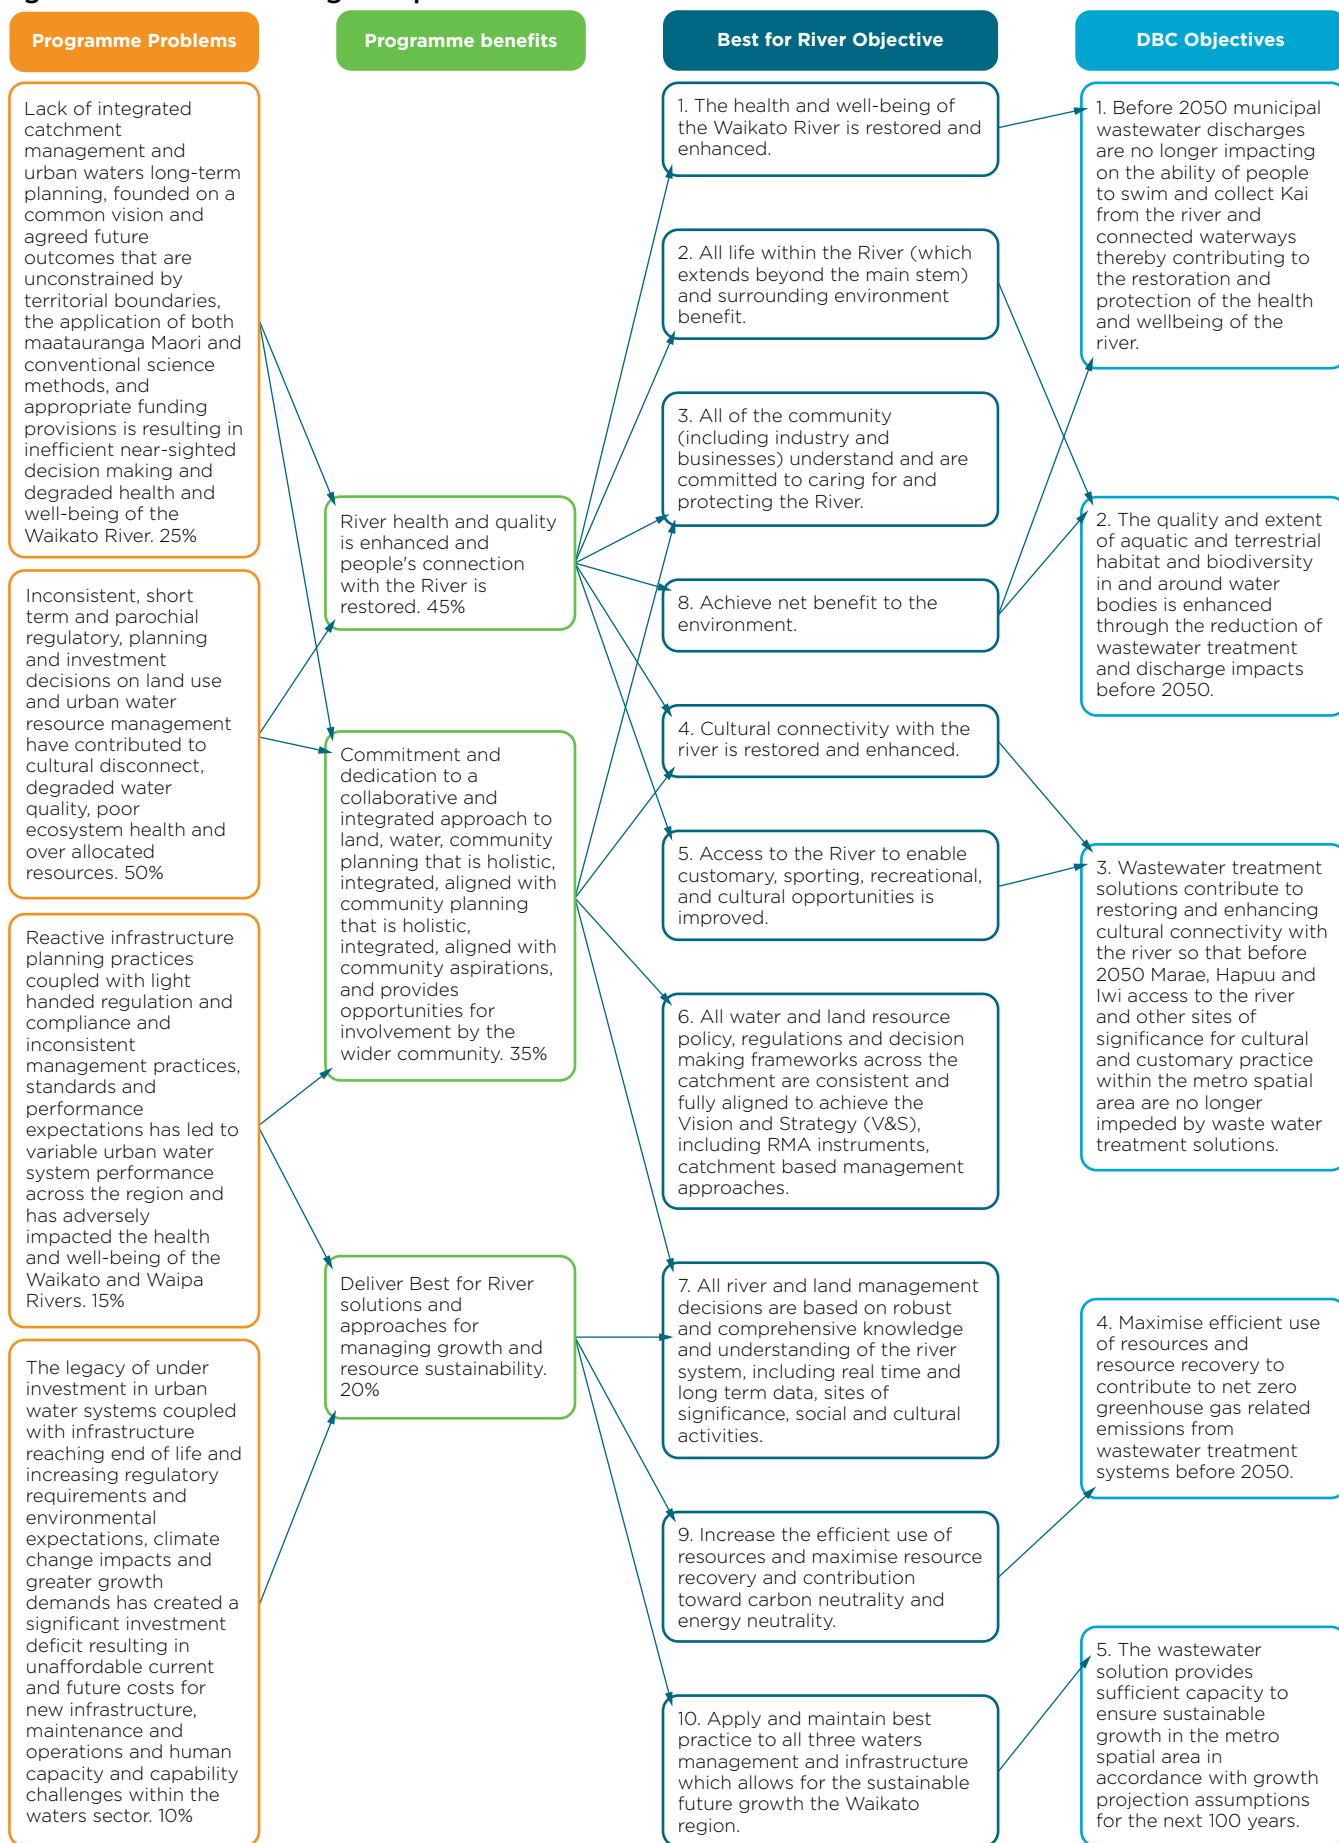 Programme Problems
Lack of integrated
catchment
management and
urban waters long-term
planning, founded on a
common vision and
agreed future
outcomes that are
unconstrained by
territorial boundaries,
the application of both
maatauranga Maori and
conventional science
methods, and
appropriate funding
provisions is resulting in
inefficient near-sighted
decision making and
degraded health and
well-being of the
Waikato River. 25%
Inconsistent, short
term and parochial
regulatory, planning
and investment
decisions on land use
and urban water
resource management
have contributed to
cultural disconnect,
degraded water
quality, poor
ecosystem health and
over allocated
resources. 50%
Reactive infrastructure
planning practices
coupled with light
handed regulation and
compliance and
inconsistent
management practices,
standards and
performance
expectations has led to
variable urban water
system performance
across the region and
has adversely
impacted the health
and well-being of the
Waikato and Waipa
Rivers. 15%
The legacy of under
investment in urban
water systems coupled
with infrastructure
reaching end of life and
increasing regulatory
requirements and
environmental
expectations, climate
change impacts and
greater growth
demands has created a
significant investment
deficit resulting in
unaffordable current
and future costs for
new infrastructure,
maintenance and
operations and human
capacity and capability
challenges within the
waters sector. 10%
Programme benefits
River health and quality
is enhanced and
people's connection
with the River is
restored. 45%
Commitment and
dedication to a
collaborative and
integrated approach to
land, water, community
planning that is holistic,
integrated, aligned with
community planning
that is holistic,
integrated, aligned with
community aspirations,
and provides
opportunities for
involvement by the
wider community. 35%
Deliver Best for River
solutions and
approaches for
managing growth and
resource sustainability.
20%
Best for River Objective
1. The health and well-being of
the Waikato River is restored and
enhanced.
2. All life within the River (which
extends beyond the main stem)
and surrounding environment
benefit.
3. All of the community
(including industry and
businesses) understand and are
committed to caring for and
protecting the River.
8. Achieve net benefit to the
environment.
4. Cultural connectivity with the
river is restored and enhanced.
5. Access to the River to enable
customary, sporting, recreational,
and cultural opportunities is
improved.
6. All water and land resource
policy, regulations and decision
making frameworks across the
catchment are consistent and
fully aligned to achieve the
Vision and Strategy (V&S),
including RMA instruments,
catchment based management
approaches.
7. All river and land management
decisions are based on robust
and comprehensive knowledge
and understanding of the river
system, including real time and
long term data, sites of
significance, social and cultural
activities.
9. Increase the efficient use of
resources and maximise resource
recovery and contribution
toward carbon neutrality and
energy neutrality.
10. Apply and maintain best
practice to all three waters
management and infrastructure
which allows for the sustainable
future growth the Waikato
region.
DBC Objectives
1. Before 2050 municipal
wastewater discharges
are no longer impacting
on the ability of people
to swim and collect Kai
from the river and
connected waterways
thereby contributing to
the restoration and
protection of the health
and wellbeing of the
river.
2. The quality and extent
of aquatic and terrestrial
habitat and biodiversity
in and around water
bodies is enhanced
through the reduction of
wastewater treatment
and discharge impacts
before 2050.
3. Wastewater treatment
solutions contribute to
restoring and enhancing
cultural connectivity with
the river so that before
2050 Marae, Hapuu and
Iwi access to the river
and other sites of
significance for cultural
and customary practice
within the metro spatial
area are no longer
impeded by waste water
treatment solutions.
4. Maximise efficient use
of resources and
resource recovery to
contribute to net zero
greenhouse gas related
emissions from
wastewater treatment
systems before 2050.
5. The wastewater
solution provides
sufficient capacity to
ensure sustainable
growth in the metro
spatial area in
accordance with growth
projection assumptions
for the next 100 years.